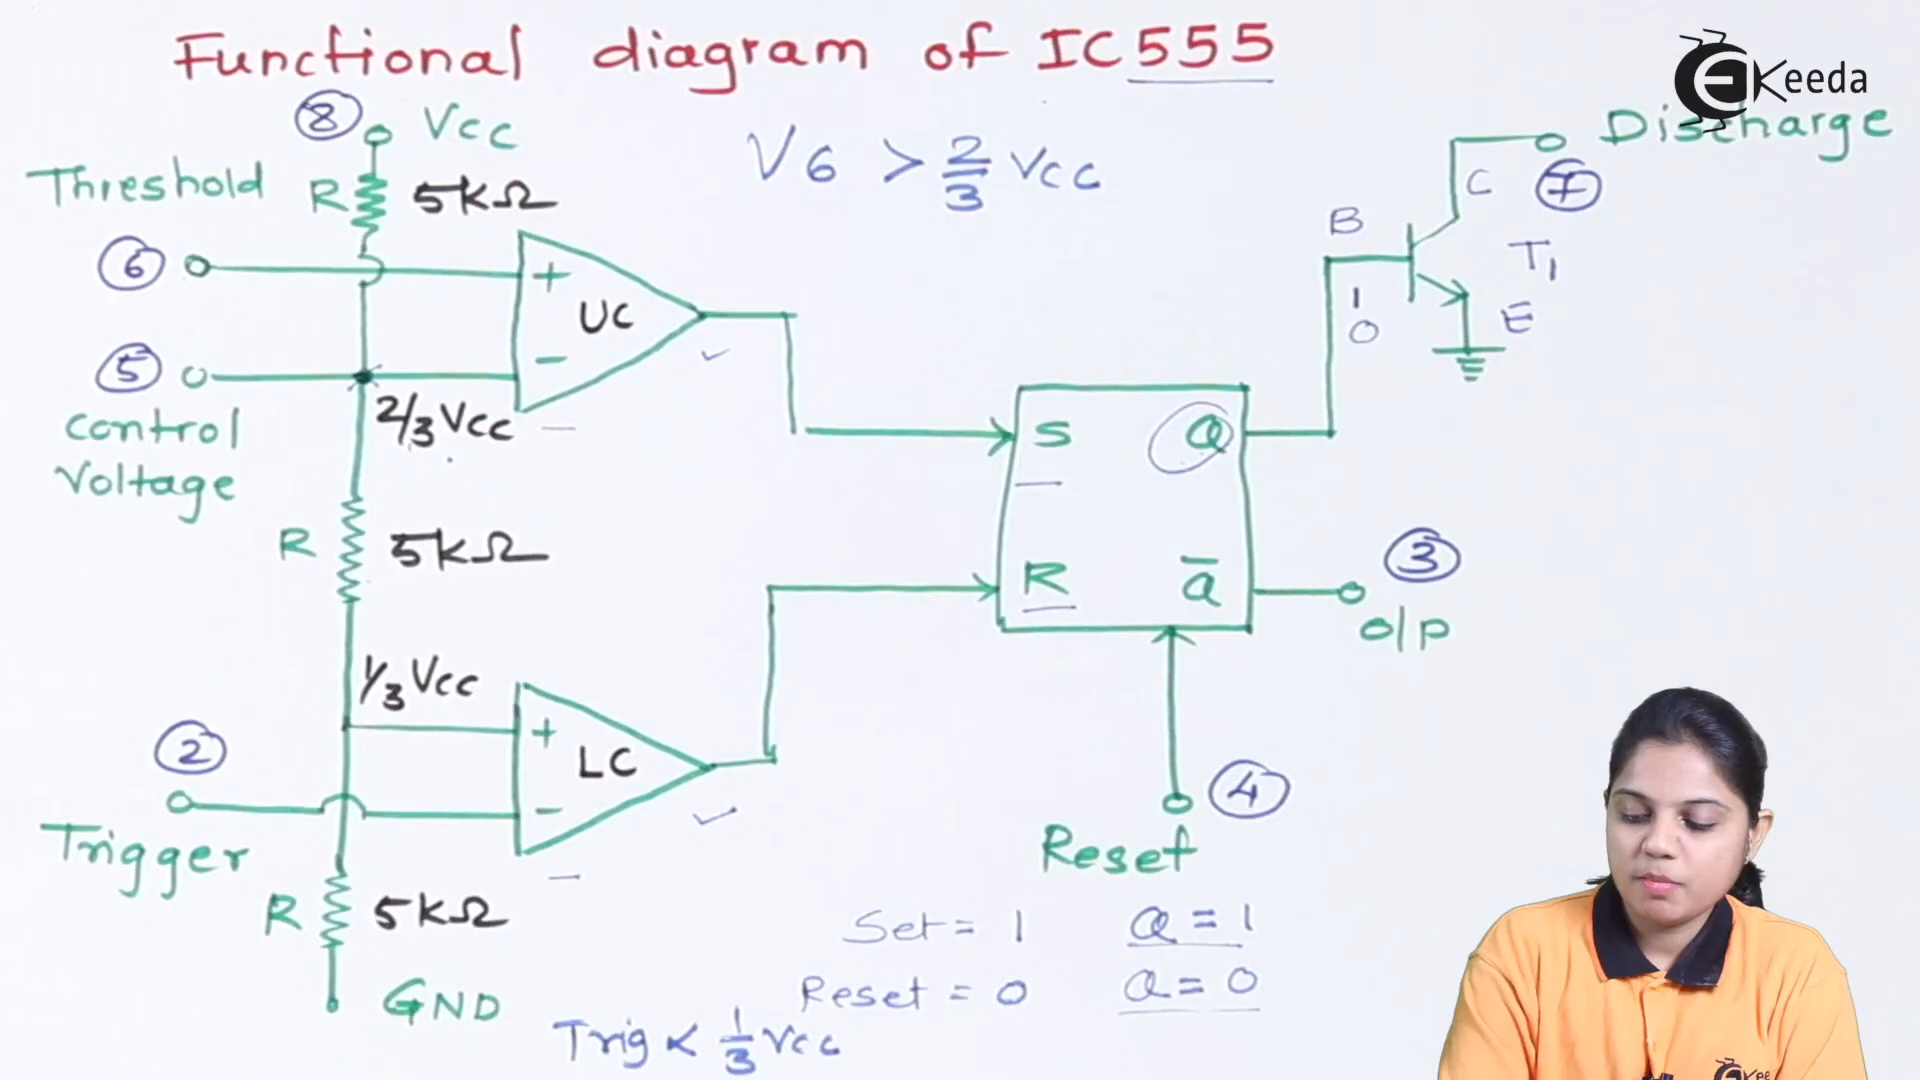 Functional diagram of IC555
Keeda
8 Vcc
V6 > 2/3 Vcc
Discharge
Threshold
R 5KΩ
C 7
B
6
+
UC
T1
1
0
E
5
-
2/3 Vcc
Control
Voltage
S Q
R 5KΩ
3
R Q̄
o/p
1/3 Vcc
2
+
LC
4
-
Trigger
Reset
R 5KΩ
Set = 1 Q = 1
Reset = 0 Q = 0
GND
Trig < 1/3 Vcc